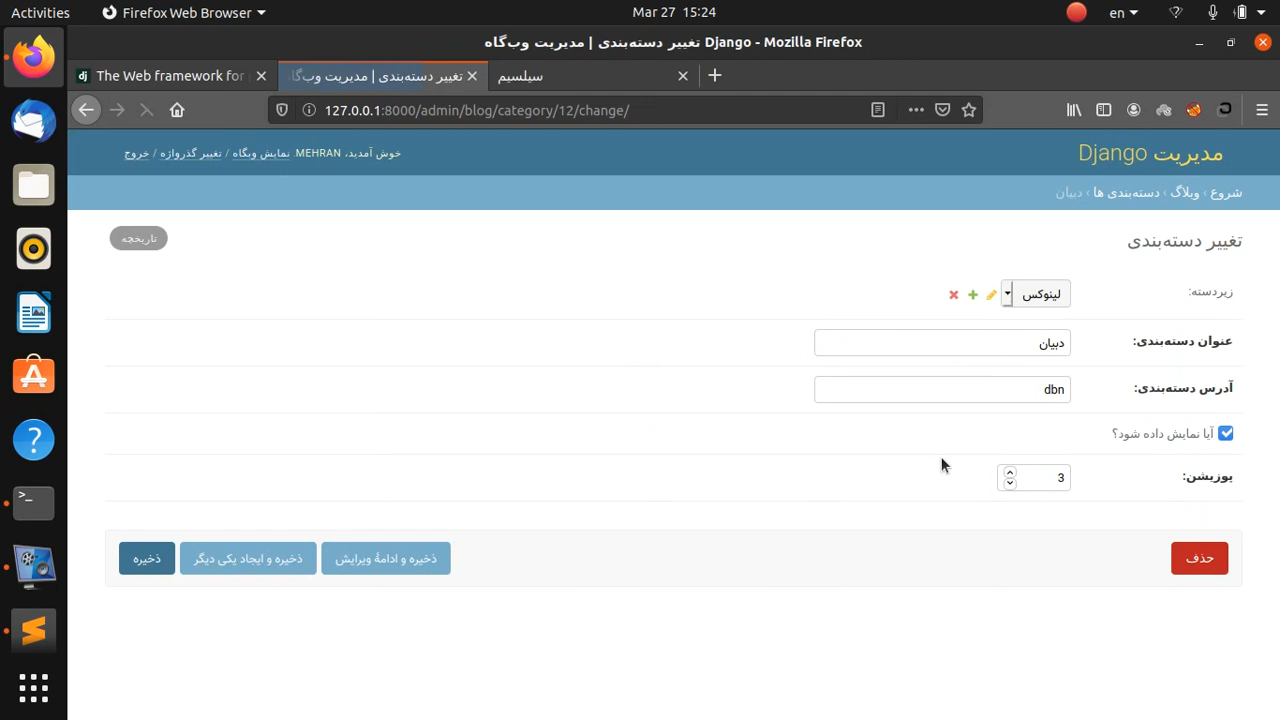 Activities
Firefox Web Browser
Mar 27 15:24
en
تغییر دسته‌بندی | مدیریت وب‌گاه Django - Mozilla Firefox
The Web framework for
تغییر دسته‌بندی | مدیریت وب‌گا
سیلسیم
127.0.0.1:8000/admin/blog/category/12/change/
مدیریت Django
خوش آمدید، MEHRAN. نمایش وبگاه / تغییر گذرواژه / خروج
شروع › وبلاگ › دسته‌بندی ها › دبیان
تغییر دسته‌بندی
تاریخچه
زیردسته:
لینوکس
عنوان دسته‌بندی:
دبیان
آدرس دسته‌بندی:
dbn
آیا نمایش داده شود؟
پوزیشن:
3
حذف
ذخیره و ادامهٔ ویرایش
ذخیره و ایجاد یکی دیگر
ذخیره